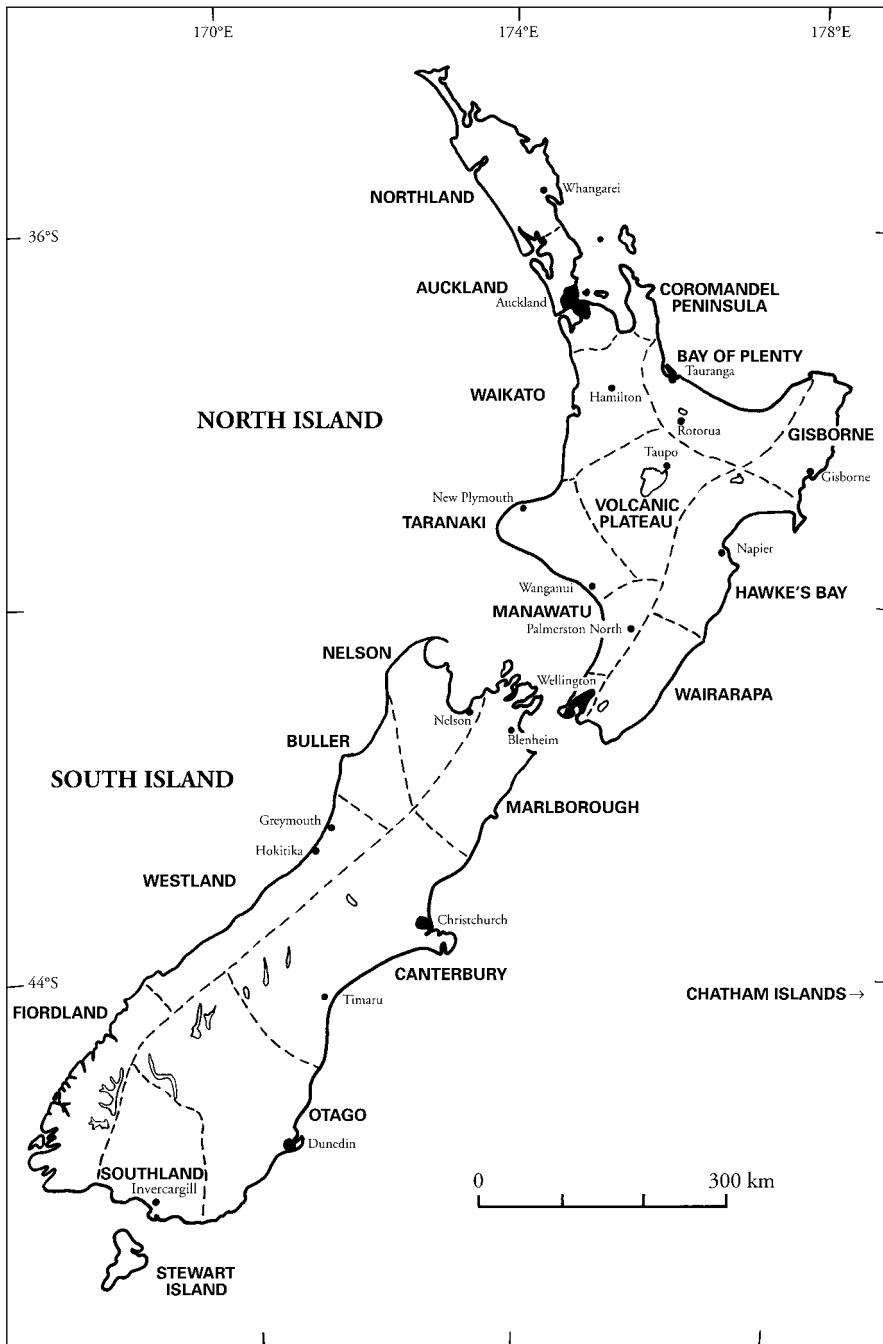 170°E
174°E
178°E
Whangarei
NORTHLAND
36°S
AUCKLAND
Auckland
COROMANDEL
PENINSULA
BAY OF PLENTY
Tauranga
WAIKATO
Hamilton
NORTH ISLAND
Rotorua
GISBORNE
Taupo
Gisborne
New Plymouth
VOLCANIC
PLATEAU
TARANAKI
Napier
Wanganui
HAWKE'S BAY
MANAWATU
Palmerston North
NELSON
Wellington
WAIRARAPA
Nelson
BULLER
Blenheim
SOUTH ISLAND
MARLBOROUGH
Greymouth
Hokitika
WESTLAND
Christchurch
CANTERBURY
44°S
CHATHAM ISLANDS→
Timaru
FIORDLAND
OTAGO
Dunedin
SOUTHLAND
Invercargill
0
300 km
STEWART
ISLAND